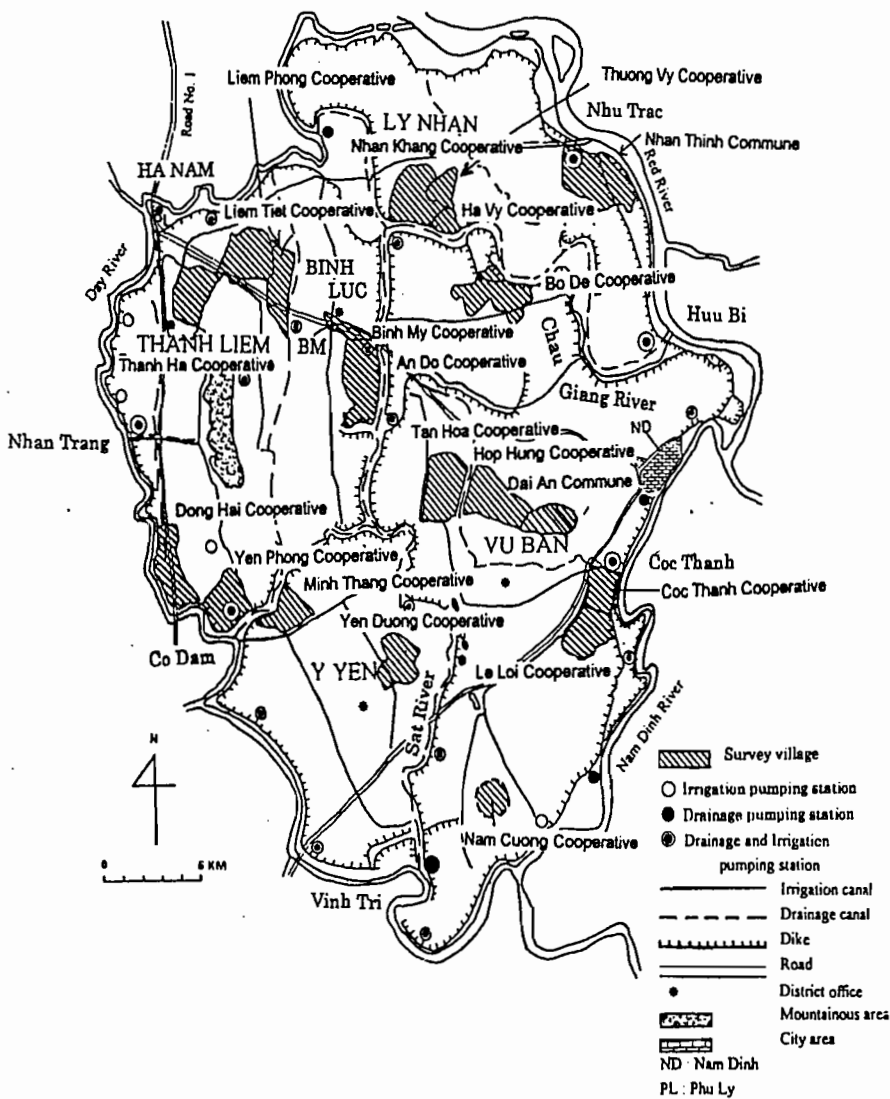 Liem Phong Cooperative
Thuong Vy Cooperative
Road No. 1
LY NHAN
Nhu Trac
Nhan Khang Cooperative
Nhan Thinh Commune
HA NAM
Red River
Liem Tiet Cooperative
Ha Vy Cooperative
Day River
BINH
LUC
Bo De Cooperative
THANH LIEM
BM
Binh My Cooperative
Chau
Huu Bi
Thanh Ha Cooperative
An Do Cooperative
Giang River
Nhan Trang
Tan Hoa Cooperative
ND
Hop Hung Cooperative
Dai An Commune
Dong Hai Cooperative
VU BAN
Yen Phong Cooperative
Coc Thanh
Minh Thang Cooperative
Coc Thanh Cooperative
Yen Duong Cooperative
Co Dam
Y YEN
Le Loi Cooperative
Sat River
Nam Dinh River
N
0 5 KM
Nam Cuong Cooperative
Vinh Tri
Survey village
Irrigation pumping station
Drainage pumping station
Drainage and Irrigation
pumping station
Irrigation canal
Drainage canal
Dike
Road
District office
Mountainous area
City area
ND : Nam Dinh
PL : Phu Ly